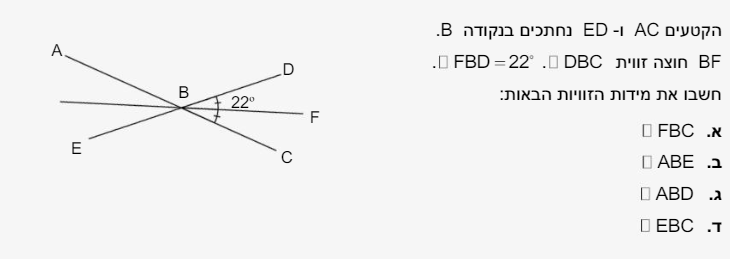 הקטעים AC ו- ED נחתכים בנקודה B.
BF חוצה זווית DBC □. FBD = 22° □.
חשבו את מידות הזוויות הבאות:
א. FBC □
ב. ABE □
ג. ABD □
ד. EBC □
A
D
B
22°
F
E
C